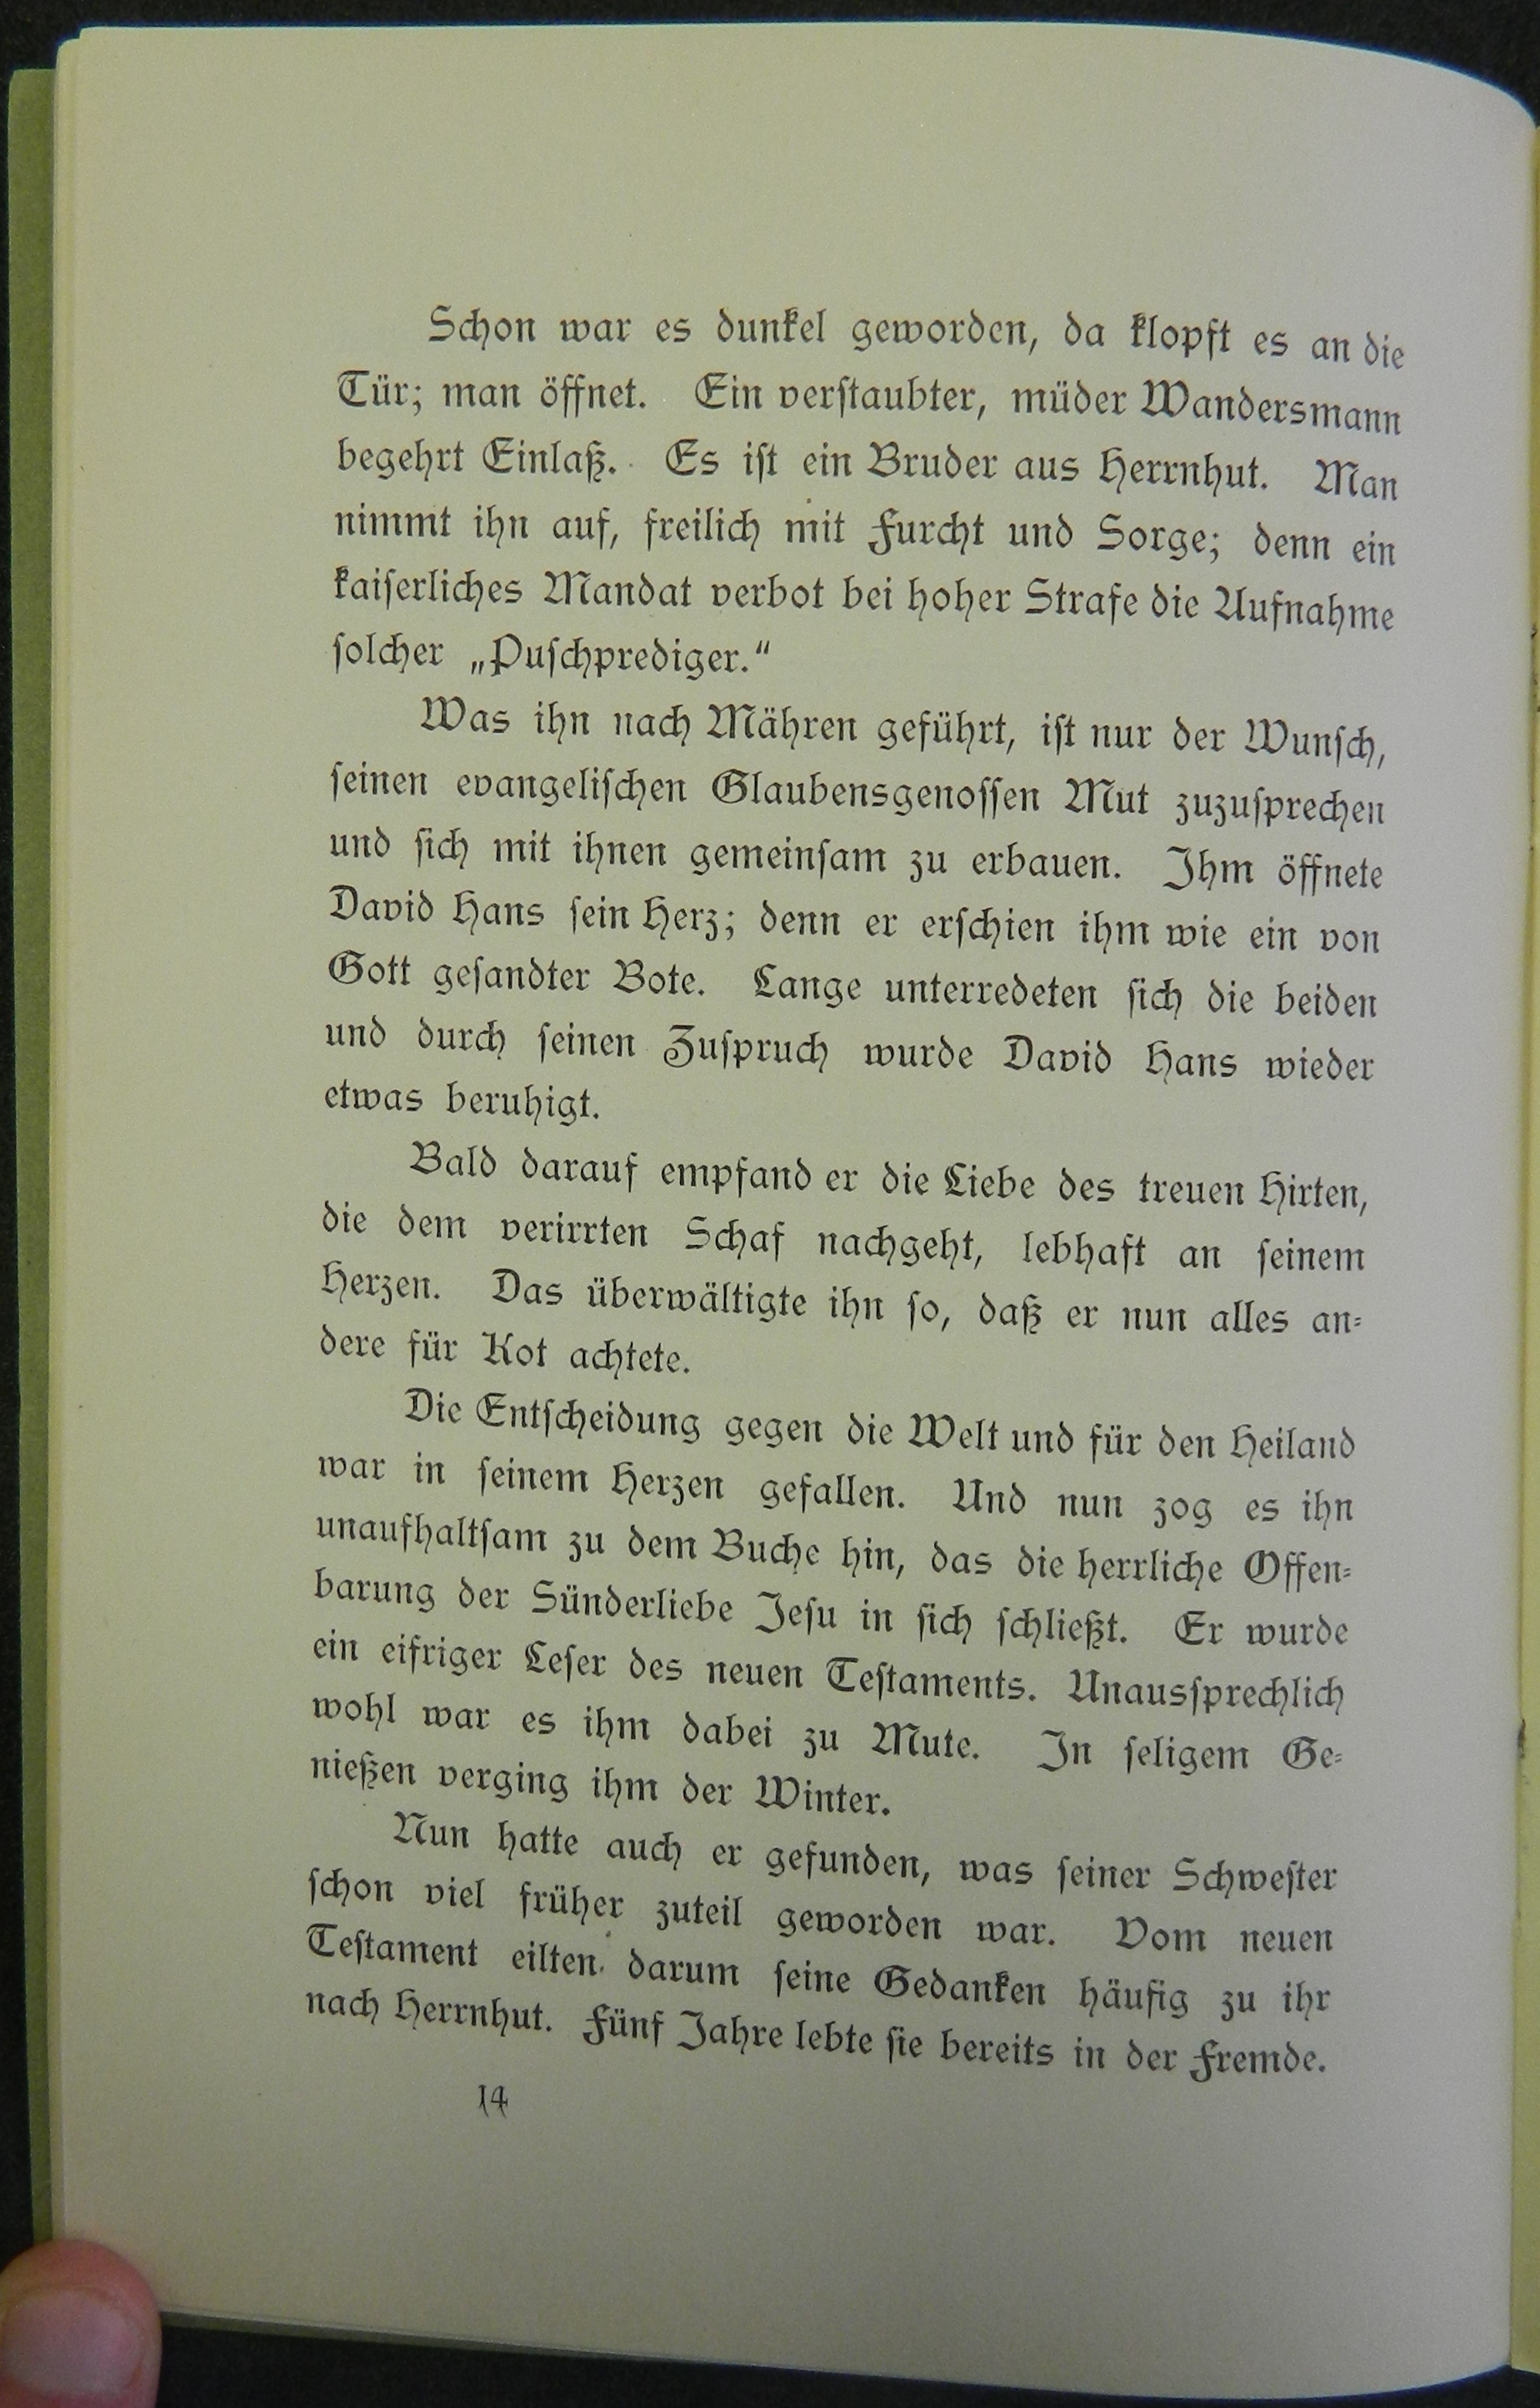 Schon war es dunkel geworden, da klopft es an die
Tür; man öffnet. Ein verstaubter, müder Wandersmann
begehrt Einlaß. Es ist ein Bruder aus Herrnhut. Man
nimmt ihn auf, freilich mit Furcht und Sorge; denn ein
kaiserliches Mandat verbot bei hoher Strafe die Aufnahme
solcher „Puschprediger.“
Was ihn nach Mähren geführt, ist nur der Wunsch,
seinen evangelischen Glaubensgenossen Mut zuzusprechen
und sich mit ihnen gemeinsam zu erbauen. Ihm öffnete
David Hans sein Herz; denn er erschien ihm wie ein von
Gott gesandter Bote. Lange unterredeten sich die beiden
und durch seinen Zuspruch wurde David Hans wieder
etwas beruhigt.
Bald darauf empfand er die Liebe des treuen Hirten,
die dem verirrten Schaf nachgeht, lebhaft an seinem
Herzen. Das überwältigte ihn so, daß er nun alles an-
dere für Kot achtete.
Die Entscheidung gegen die Welt und für den Heiland
war in seinem Herzen gefallen. Und nun zog es ihn
unaufhaltsam zu dem Buche hin, das die herrliche Offen-
barung der Sünderliebe Jesu in sich schließt. Er wurde
ein eifriger Leser des neuen Testaments. Unaussprechlich
wohl war es ihm dabei zu Mute. In seligem Ge-
nießen verging ihm der Winter.
Nun hatte auch er gefunden, was seiner Schwester
schon viel früher zuteil geworden war. Vom neuen
Testament eilten darum seine Gedanken häufig zu ihr
nach Herrnhut. Fünf Jahre lebte sie bereits in der Fremde.
14